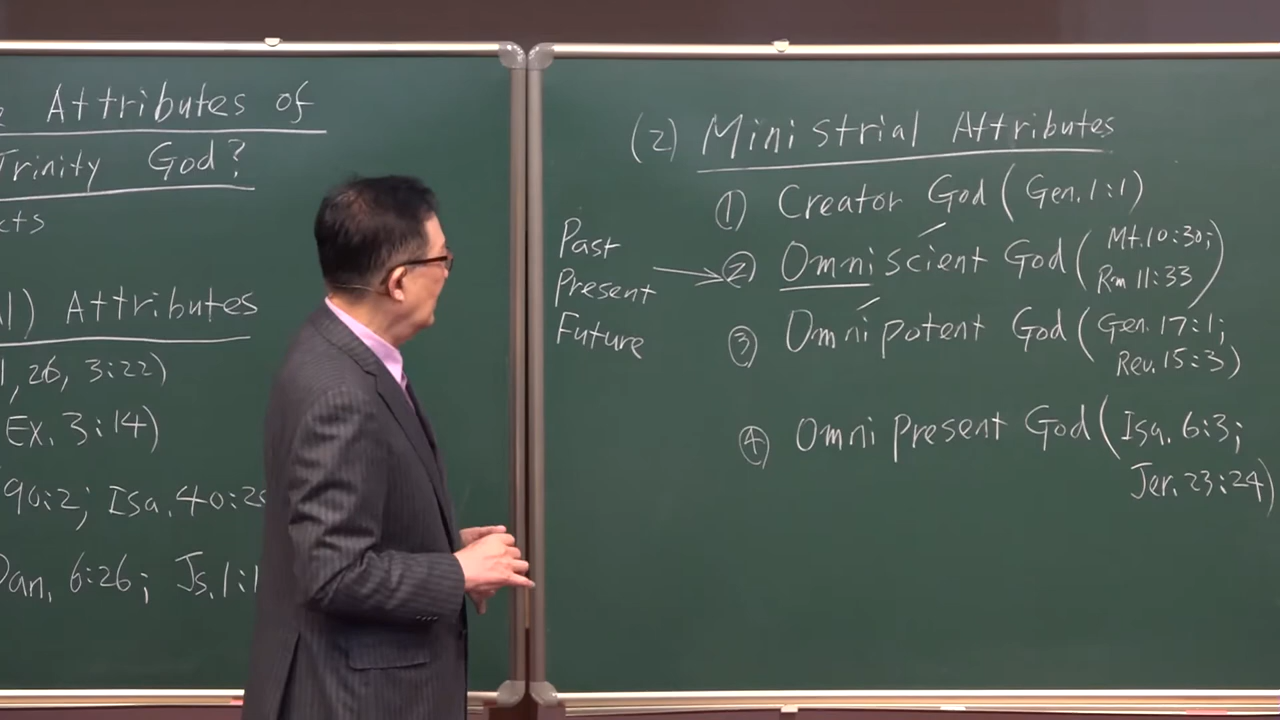 Attributes of
Trinity God?
cts
l) Attributes
1, 26, 3:22)
Ex. 3:14)
90:2; Isa. 40:2
Dan. 6:26; Js. 1:1
(2) Ministrial Attributes
① Creator God (Gen. 1:1)
Past
Present
Future
② Omniscient God (Mt. 10:30;
Rm 11:33)
③ Omnipotent God (Gen. 17:1;
Rev. 15:3)
④ Omnipresent God (Isa. 6:3;
Jer. 23:24)